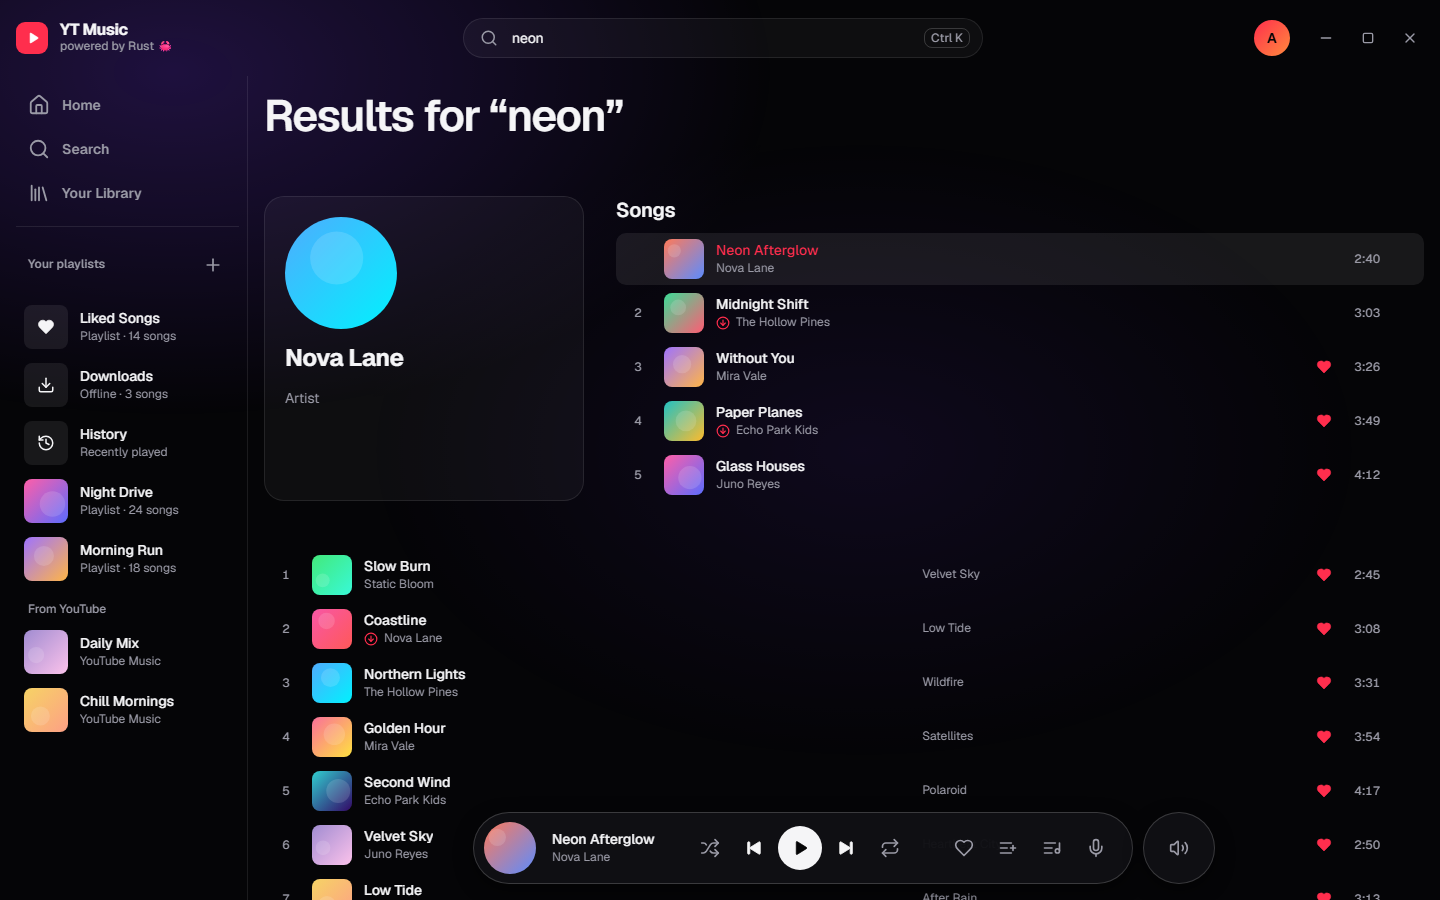 YT Music
powered by Rust 🦀
neon
Ctrl K
A
Home
Search
Your Library
Your playlists
Liked Songs
Playlist · 14 songs
Downloads
Offline · 3 songs
History
Recently played
Night Drive
Playlist · 24 songs
Morning Run
Playlist · 18 songs
From YouTube
Daily Mix
YouTube Music
Chill Mornings
YouTube Music
Results for “neon”
Nova Lane
Artist
Songs
Neon Afterglow
Nova Lane
2:40
2
Midnight Shift
The Hollow Pines
3:03
3
Without You
Mira Vale
3:26
4
Paper Planes
Echo Park Kids
3:49
5
Glass Houses
Juno Reyes
4:12
1
Slow Burn
Static Bloom
Velvet Sky
2:45
2
Coastline
Nova Lane
Low Tide
3:08
3
Northern Lights
The Hollow Pines
Wildfire
3:31
4
Golden Hour
Mira Vale
Satellites
3:54
5
Second Wind
Echo Park Kids
Polaroid
4:17
6
Velvet Sky
Juno Reyes
2:50
7
Low Tide
After Rain
3:13
Neon Afterglow
Nova Lane